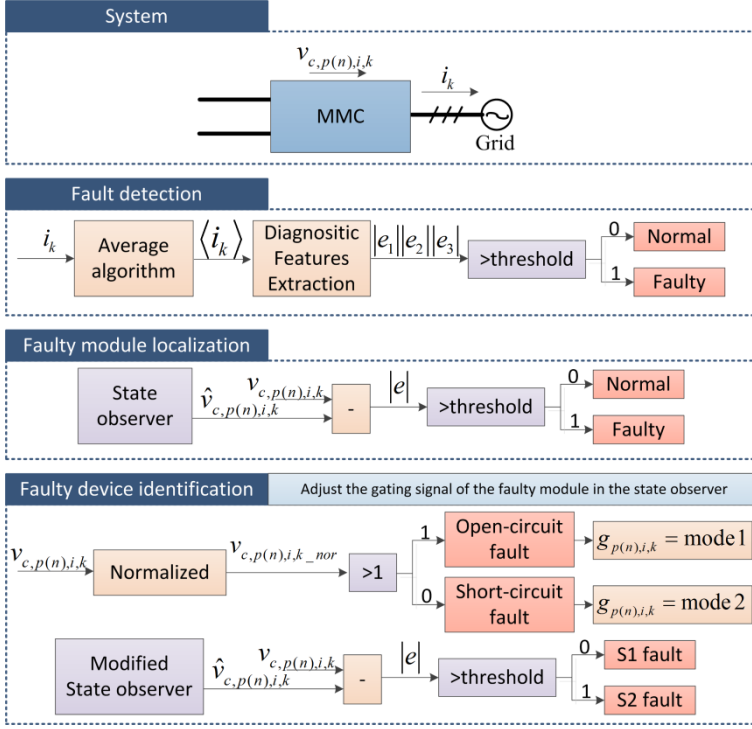 System
v_{c,p(n),i,k}
i_k
MMC
Grid
Fault detection
i_k
Average
algorithm
⟨i_k⟩
Diagnositic
Features
Extraction
|e_1||e_2||e_3|
>threshold
0
Normal
1
Faulty
Faulty module localization
State
observer
v_{c,p(n),i,k}
v̂_{c,p(n),i,k}
-
|e|
>threshold
0
Normal
1
Faulty
Faulty device identification
Adjust the gating signal of the faulty module in the state observer
v_{c,p(n),i,k}
Normalized
v_{c,p(n),i,k_nor}
>1
1
Open-circuit
fault
g_{p(n),i,k} = mode1
0
Short-circuit
fault
g_{p(n),i,k} = mode2
Modified
State observer
v_{c,p(n),i,k}
v̂_{c,p(n),i,k}
-
|e|
>threshold
0
S1 fault
1
S2 fault